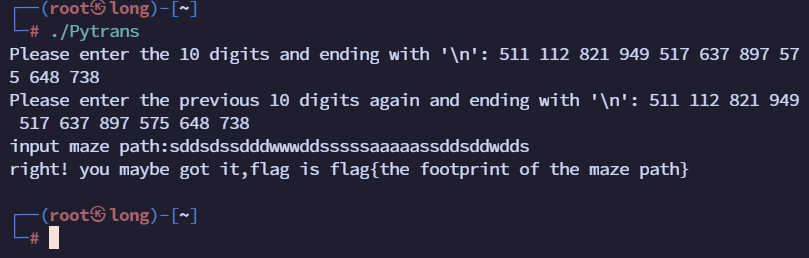 ┌──(root㉿long)-[~]
└─# ./Pytrans
Please enter the 10 digits and ending with '\n': 511 112 821 949 517 637 897 57
5 648 738
Please enter the previous 10 digits again and ending with '\n': 511 112 821 949
 517 637 897 575 648 738
input maze path:sddsdssdddwwwddsssssaaaaassddsddwdds
right! you maybe got it,flag is flag{the footprint of the maze path}
┌──(root㉿long)-[~]
└─#